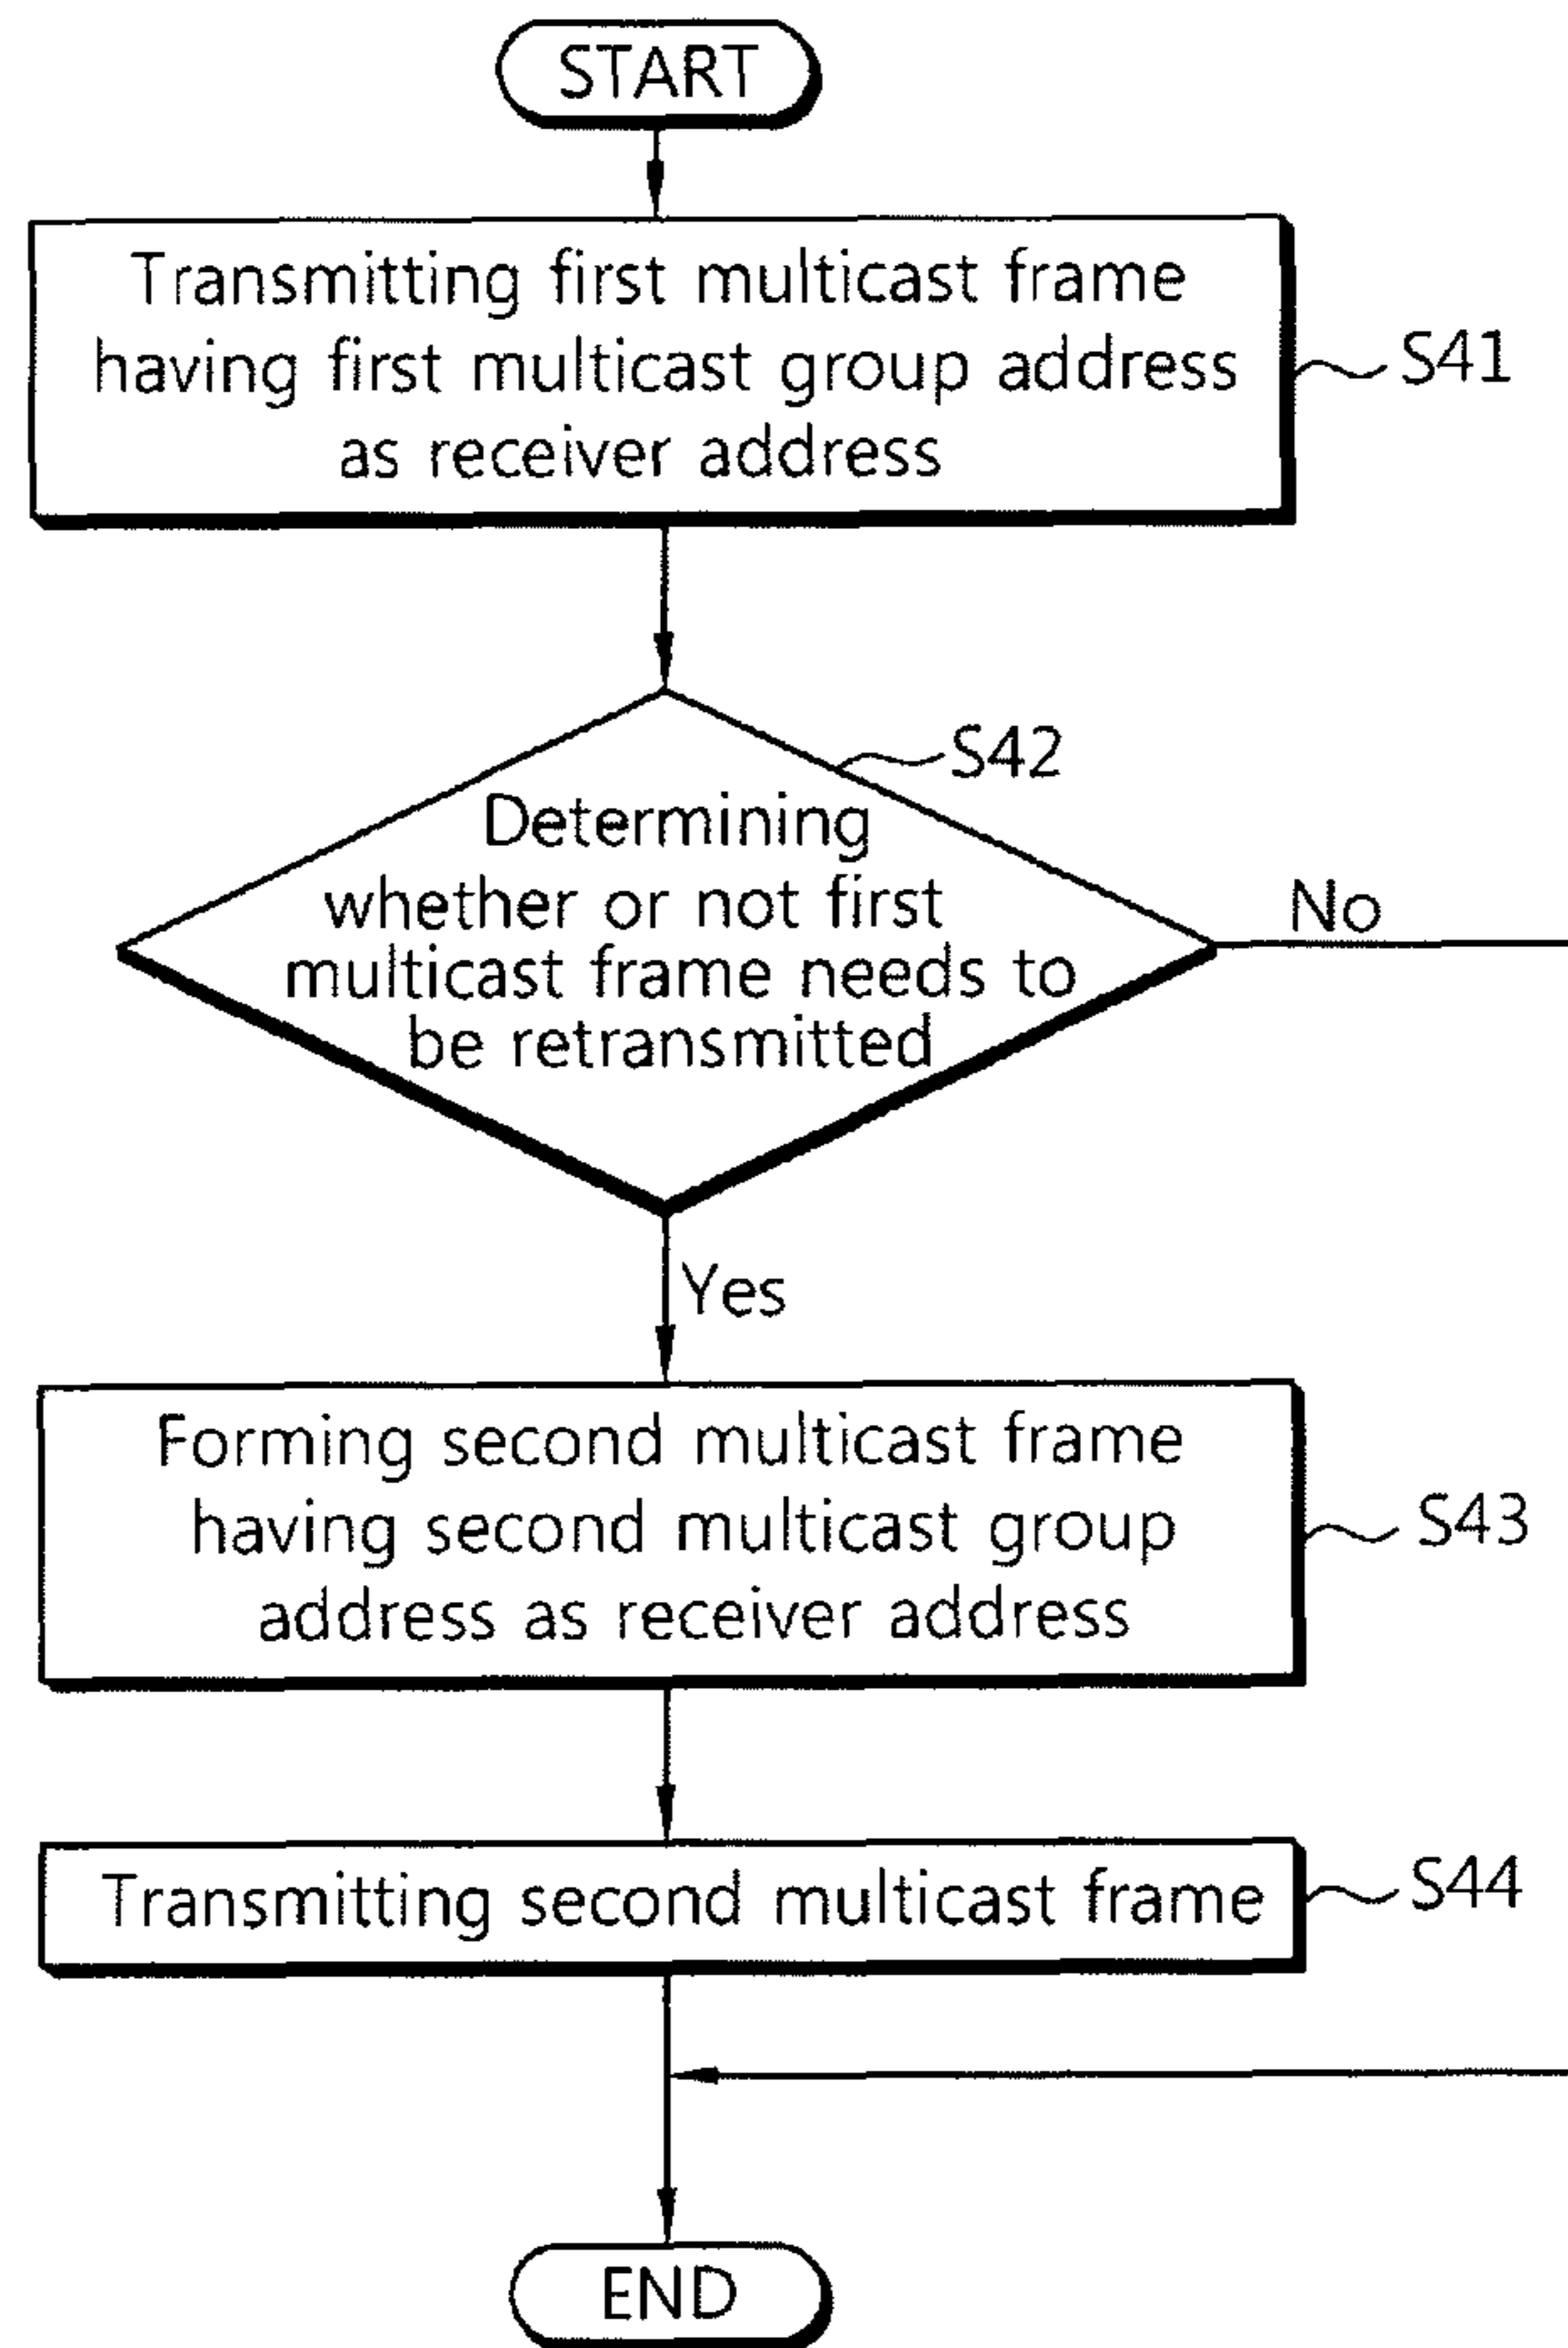 START
Transmitting first multicast frame
having first multicast group address
as receiver address
S41
S42
Determining
whether or not first
multicast frame needs to
be retransmitted
No
Yes
Forming second multicast frame
having second multicast group
address as receiver address
S43
Transmitting second multicast frame
S44
END